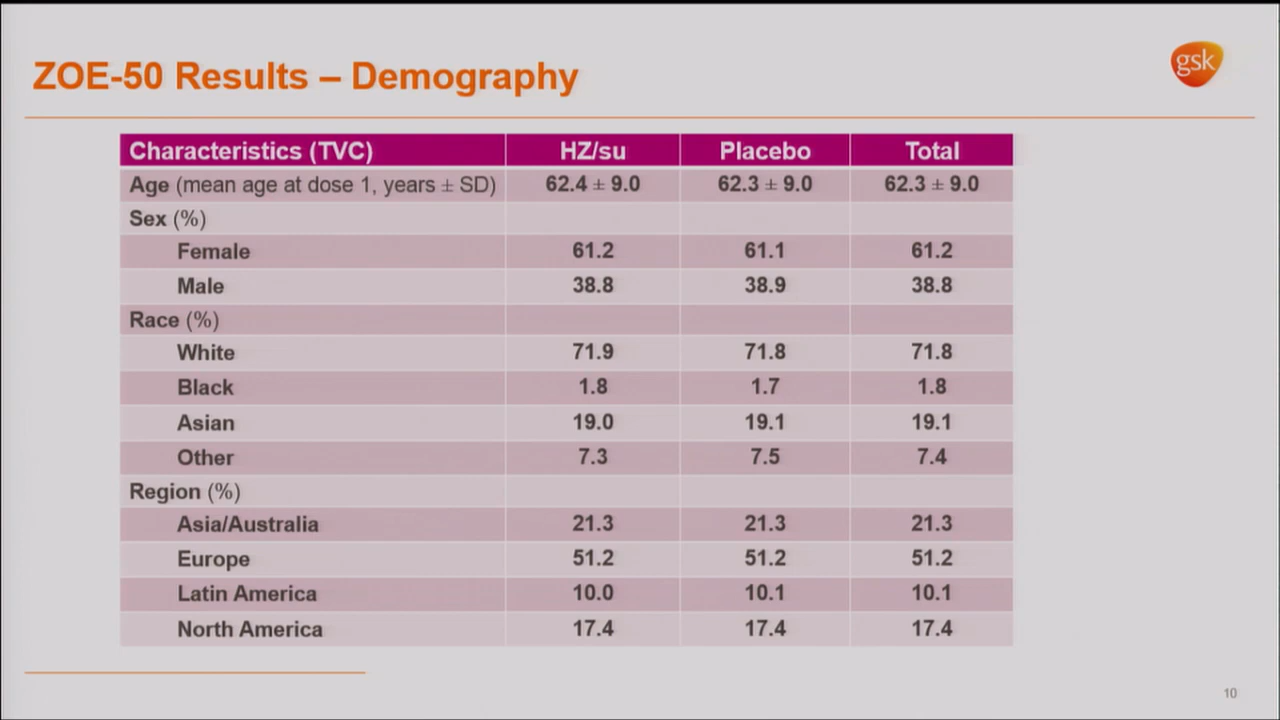 ZOE-50 Results – Demography
gsk
Characteristics (TVC) HZ/su Placebo Total
Age (mean age at dose 1, years ± SD) 62.4 ± 9.0 62.3 ± 9.0 62.3 ± 9.0
Sex (%)
Female 61.2 61.1 61.2
Male 38.8 38.9 38.8
Race (%)
White 71.9 71.8 71.8
Black 1.8 1.7 1.8
Asian 19.0 19.1 19.1
Other 7.3 7.5 7.4
Region (%)
Asia/Australia 21.3 21.3 21.3
Europe 51.2 51.2 51.2
Latin America 10.0 10.1 10.1
North America 17.4 17.4 17.4
10